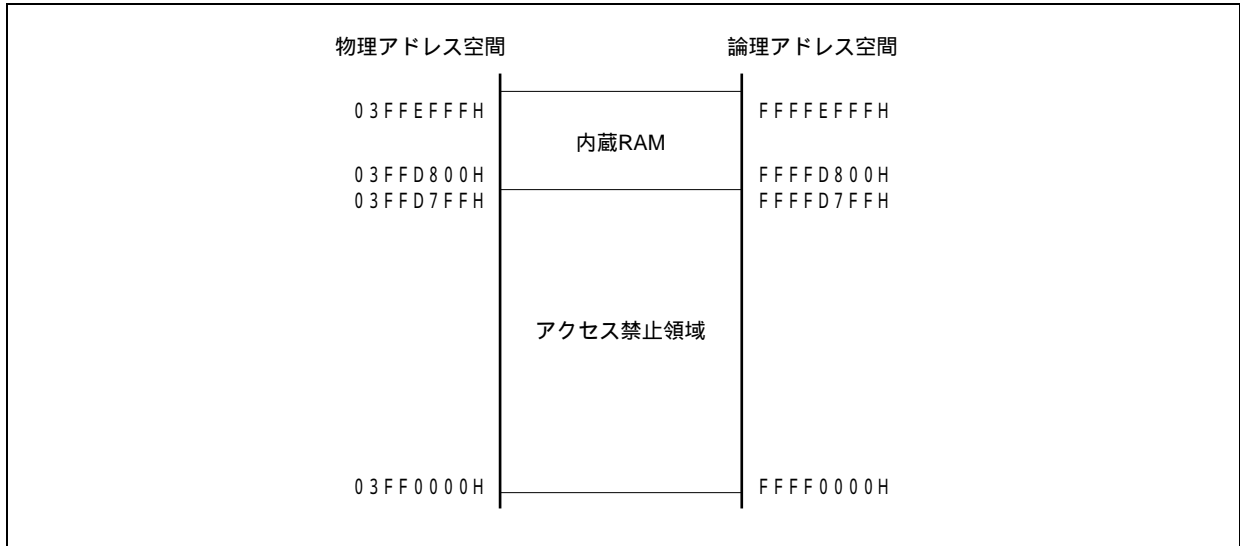 物理アドレス空間 論理アドレス空間
03FFEFFFH FFFFEFFFH
内蔵RAM
03FFD800H FFFFD800H
03FFD7FFH FFFFD7FFH
アクセス禁止領域
03FF0000H FFFF0000H